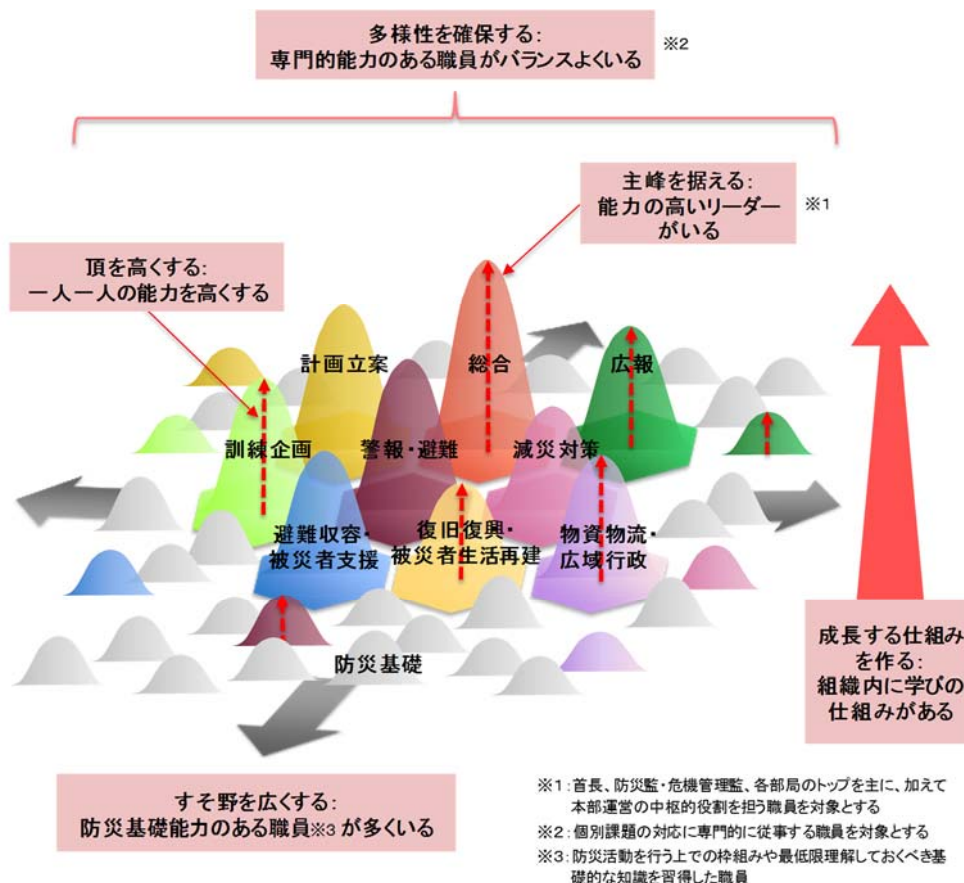 多様性を確保する:
専門的能力のある職員がバランスよくいる
※2
主峰を据える:
能力の高いリーダー
がいる
※1
頂を高くする:
一人一人の能力を高くする
計画立案
総合
広報
訓練企画
警報・避難
減災対策
避難収容・
被災者支援
復旧復興・
被災者生活再建
物資物流・
広域行政
防災基礎
成長する仕組み
を作る:
組織内に学びの
仕組みがある
すそ野を広くする:
防災基礎能力のある職員※3が多くいる
※1:首長、防災監・危機管理監、各部局のトップを主に、加えて
本部運営の中枢的役割を担う職員を対象とする
※2:個別課題の対応に専門的に従事する職員を対象とする
※3:防災活動を行う上での枠組みや最低限理解しておくべき基
礎的な知識を習得した職員